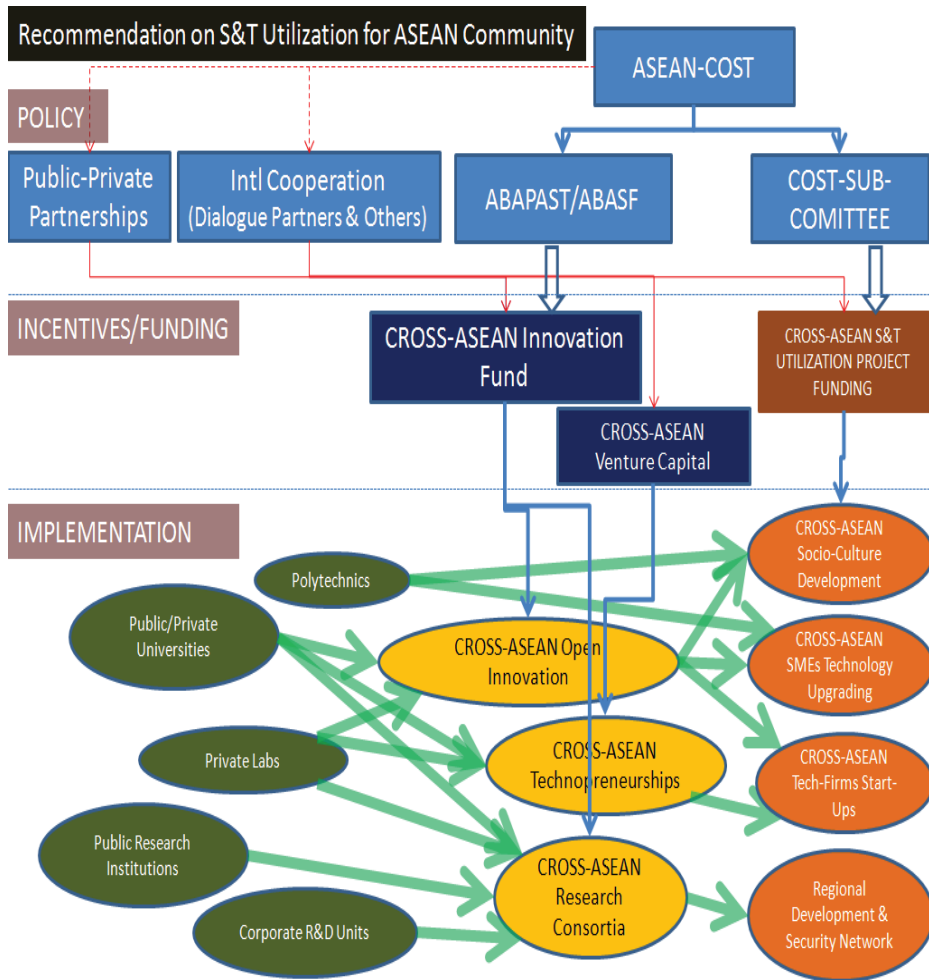 Recommendation on S&T Utilization for ASEAN Community
ASEAN-COST
POLICY
Public-Private
Partnerships
Intl Cooperation
(Dialogue Partners & Others)
ABAPAST/ABASF
COST-SUB-
COMITTEE
INCENTIVES/FUNDING
CROSS-ASEAN Innovation
Fund
CROSS-ASEAN S&T
UTILIZATION PROJECT
FUNDING
CROSS-ASEAN
Venture Capital
IMPLEMENTATION
CROSS-ASEAN
Socio-Culture
Development
Polytechnics
Public/Private
Universities
CROSS-ASEAN Open
Innovation
CROSS-ASEAN
SMEs Technology
Upgrading
Private Labs
CROSS-ASEAN
Technopreneurships
CROSS-ASEAN
Tech-Firms Start-
Ups
Public Research
Institutions
CROSS-ASEAN
Research
Consortia
Regional
Development &
Security Network
Corporate R&D Units